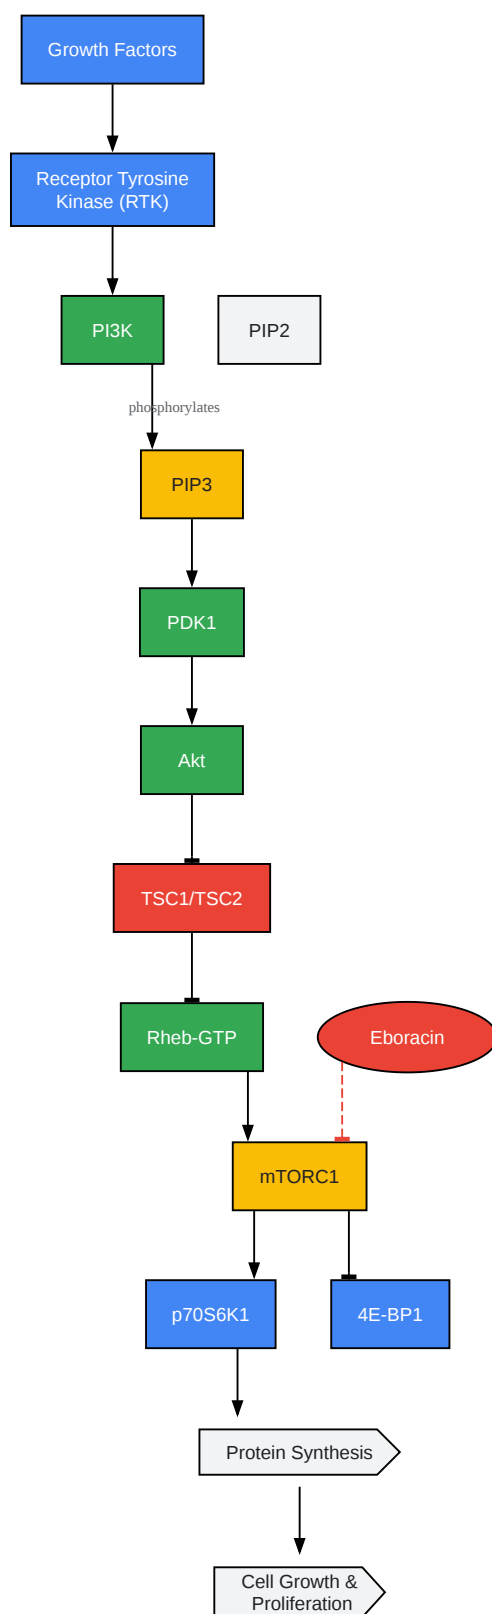 Growth Factors
Receptor Tyrosine
Kinase (RTK)
PI3K
PIP2
phosphorylates
PIP3
PDK1
Akt
TSC1/TSC2
Rheb-GTP
Eboracin
mTORC1
p70S6K1
4E-BP1
Protein Synthesis
Cell Growth &
Proliferation